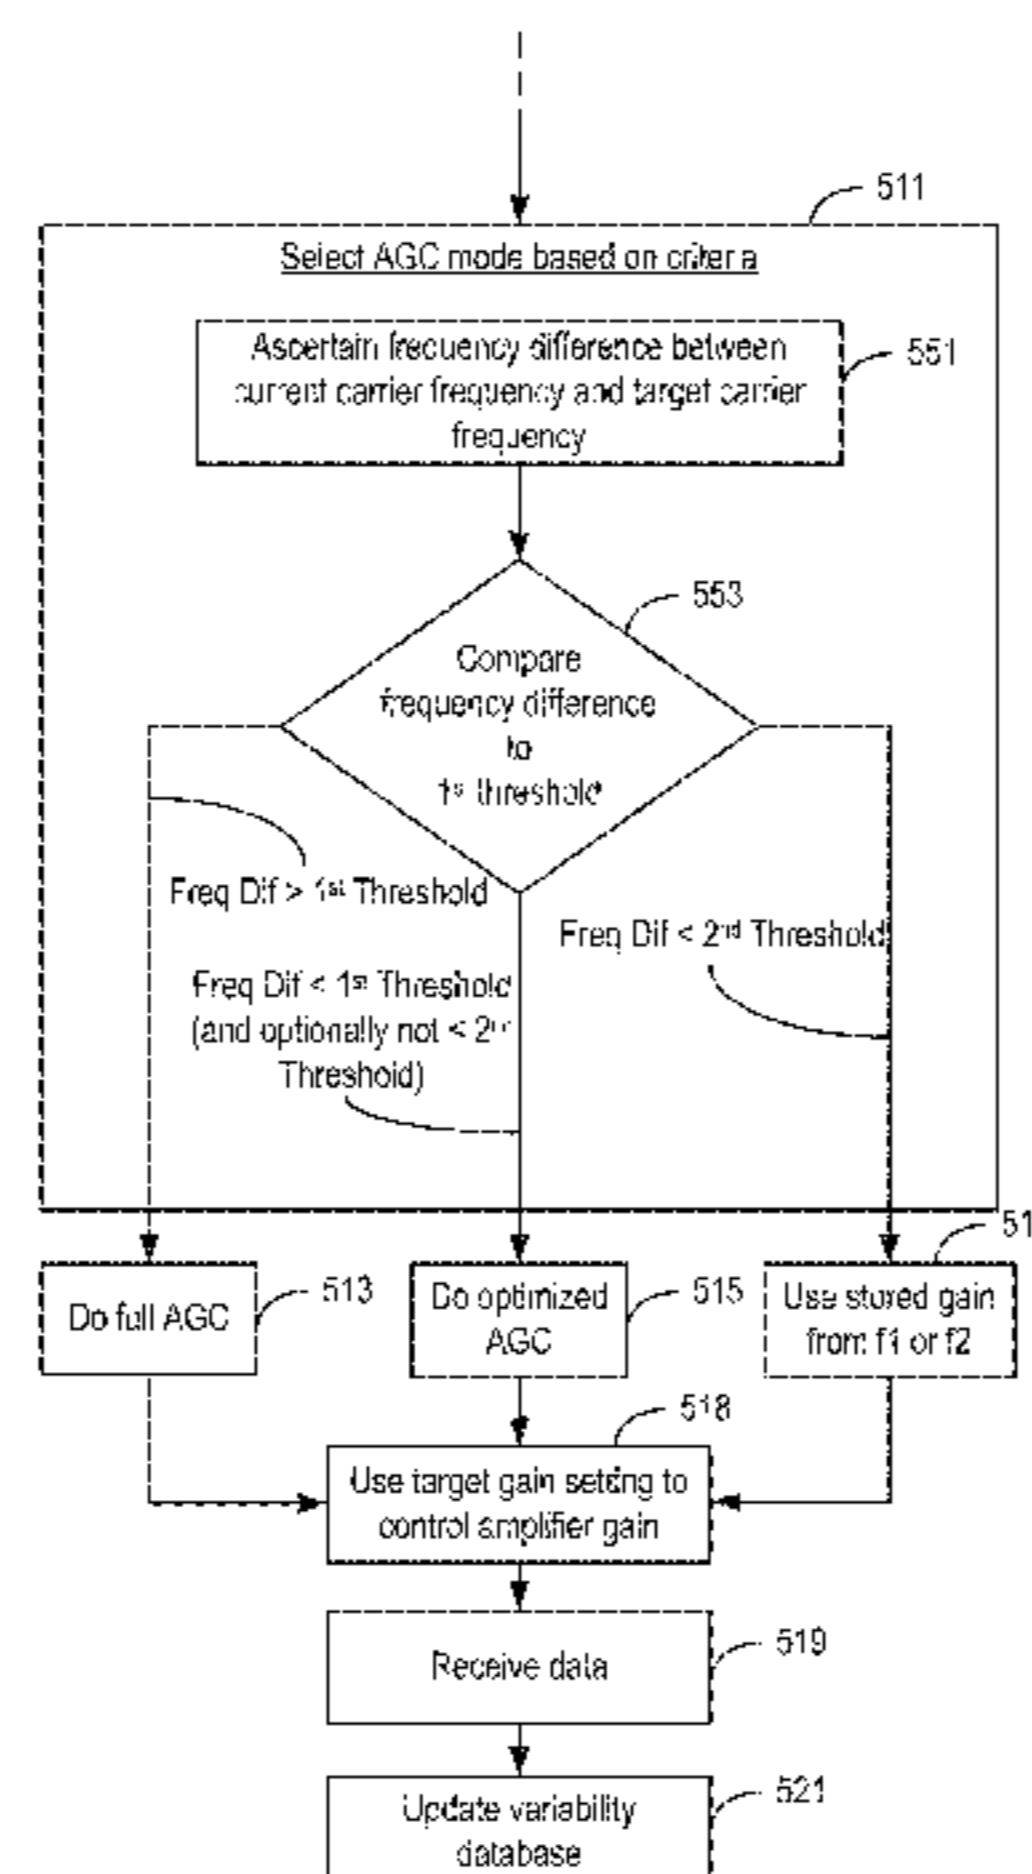 511
Select AGC mode based on criteria
Ascertain frequency difference between
current carrier frequency and target carrier
frequency
551
553
Compare
frequency difference
to
1st threshold
Freq Dif > 1st Threshold
Freq Dif < 2nd Threshold
Freq Dif < 1st Threshold
(and optionally not < 2nd
Threshold)
51
Do full AGC
513
Do optimized
AGC
515
Use stored gain
from f1 or f2
518
Use target gain setting to
control amplifier gain
Receive data
519
Update variability
database
521